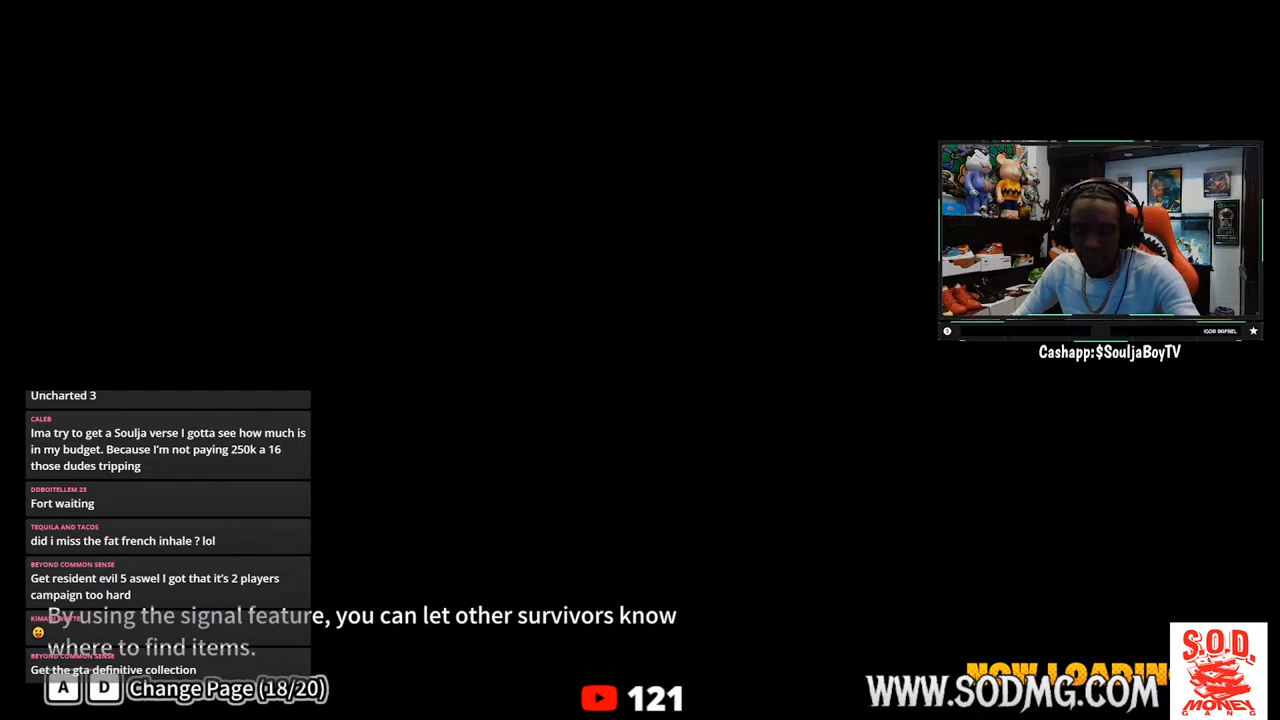 IGOR RAFAEL
Cashapp:$SouljaBoyTV
Uncharted 3
CALEB
Ima try to get a Soulja verse I gotta see how much is
in my budget. Because I'm not paying 250k a 16
those dudes tripping
DDBOITELLEM 23
Fort waiting
TEQUILA AND TACOS
did i miss the fat french inhale ? lol
BEYOND COMMON SENSE
Get resident evil 5 aswel I got that it's 2 players
campaign too hard
By using the signal feature, you can let other survivors know
where to find items.
BEYOND COMMON SENSE
Get the gta definitive collection
A D Change Page (18/20)
121
NOW LOADING
WWW.SODMG.COM
S.O.D.
MONEY
GANG